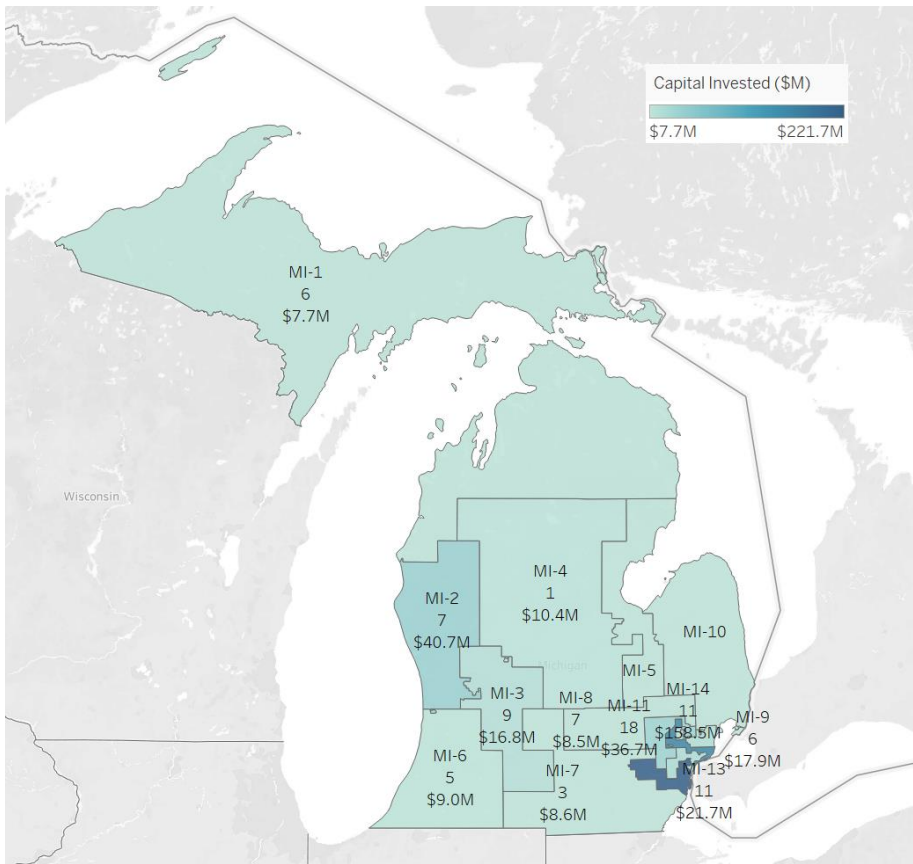 Capital Invested ($M)
$7.7M $221.7M
MI-1
6
$7.7M
Wisconsin
MI-4
1
$10.4M
MI-2
7
$40.7M
MI-10
Michigan
MI-5
MI-3
9
$16.8M
MI-8
7
$8.5M
MI-11
18
$36.7M
MI-14
11
$158.5M
MI-9
6
$17.9M
MI-6
5
$9.0M
MI-7
3
$8.6M
MI-13
11
$21.7M